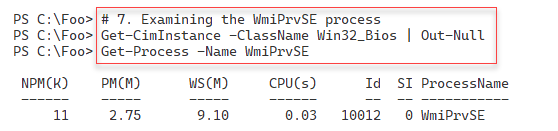 PS C:\Foo> # 7. Examining the WmiPrvSE process
PS C:\Foo> Get-CimInstance -ClassName Win32_Bios | Out-Null
PS C:\Foo> Get-Process -Name WmiPrvSE
NPM(K) PM(M) WS(M) CPU(s) Id SI ProcessName
------ ----- ----- ------ -- -- -----------
11 2.75 9.10 0.03 10012 0 WmiPrvSE